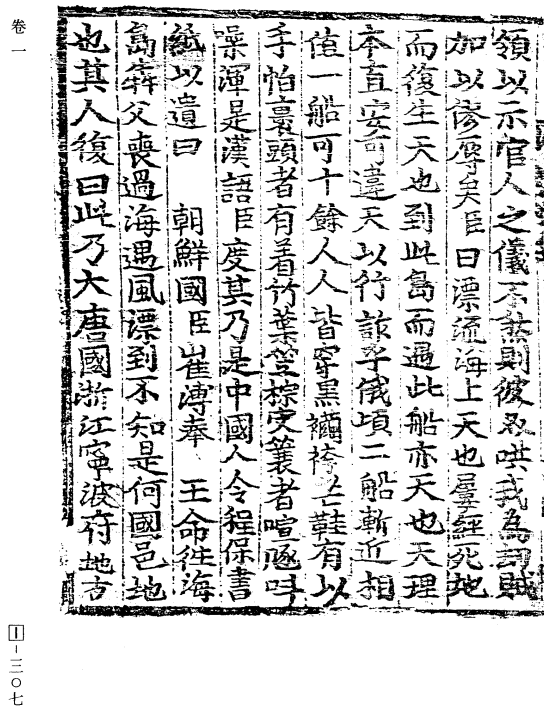 領以示官人之儀不然則彼必哄我爲賊
加以僇辱矣臣曰漂流海上天也屢經死地
而復生天也到此島而遇此船亦天也天理
本直安可違天以行詐乎俄頃二船漸近相
值一船可十餘人人皆穿黑襦袴芒鞋有以
手帕裹頭者有着竹葉笠椶皮簑者喧豗叫
噪渾是漢語臣度其乃是中國人令程保書
紙以遺曰　朝鮮國臣崔溥奉　王命往海
島奔父喪過海遇風漂到不知是何國邑地
也其人復曰此乃大唐國浙江寧波府地方
卷一
Ⅰ-三〇七